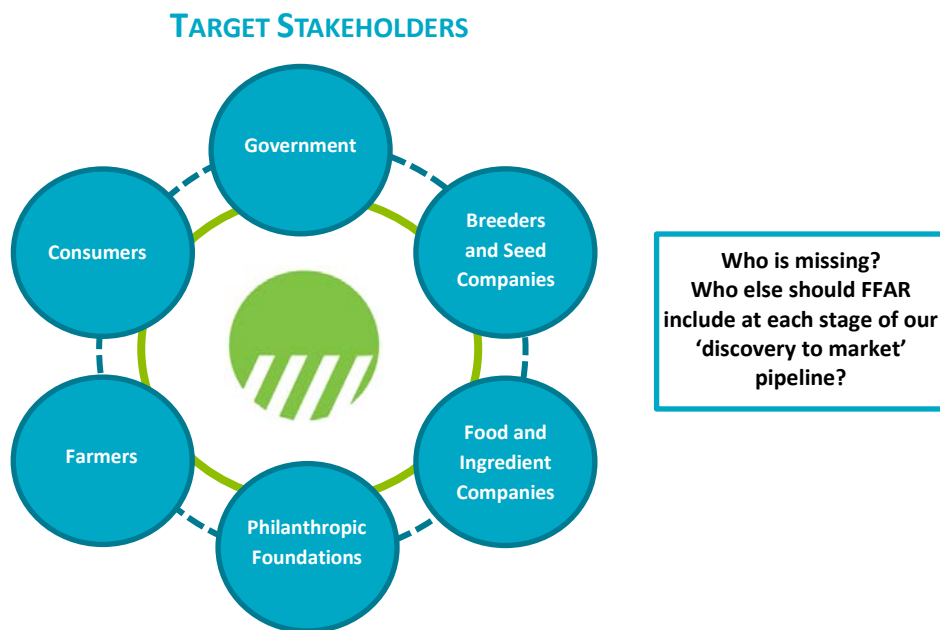 TARGET STAKEHOLDERS
Government
Breeders
and Seed
Companies
Food and
Ingredient
Companies
Philanthropic
Foundations
Farmers
Consumers
Who is missing?
Who else should FFAR
include at each stage of our
‘discovery to market’
pipeline?